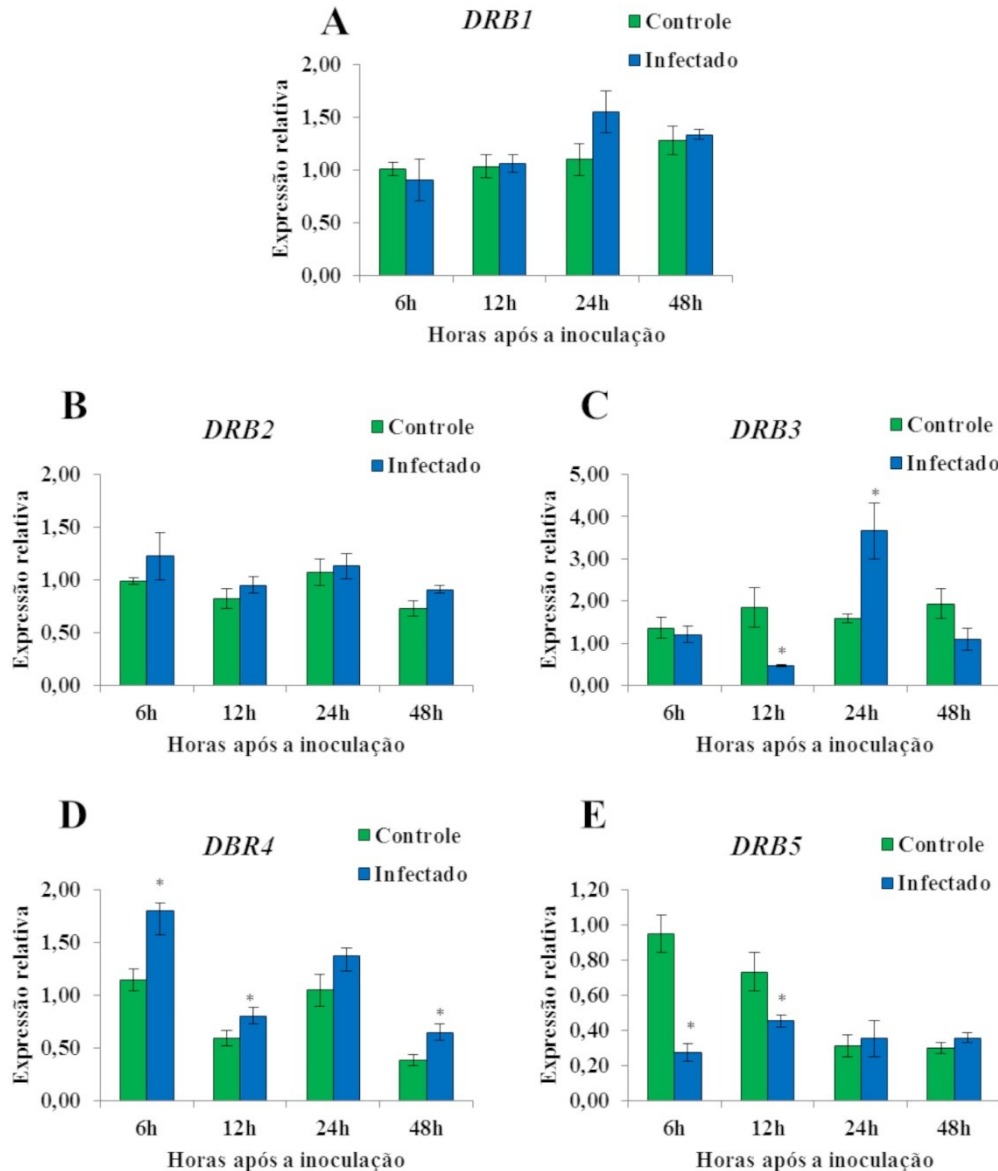 A
DRB1
Controle
Infectado
Expressão relativa
2,00
1,50
1,00
0,50
0,00
6h 12h 24h 48h
Horas após a inoculação
B
DRB2
Controle
Infectado
Expressão relativa
2,00
1,50
1,00
0,50
0,00
6h 12h 24h 48h
Horas após a inoculação
C
DRB3
Controle
Infectado
Expressão relativa
5,00
4,00
3,00
2,00
1,00
0,00
*
*
6h 12h 24h 48h
Horas após a inoculação
D
DBR4
Controle
Infectado
Expressão relativa
2,00
1,50
1,00
0,50
0,00
*
*
*
6h 12h 24h 48h
Horas após a inoculação
E
DRB5
Controle
Infectado
Expressão relativa
1,20
1,00
0,80
0,60
0,40
0,20
0,00
*
*
6h 12h 24h 48h
Horas após a inoculação